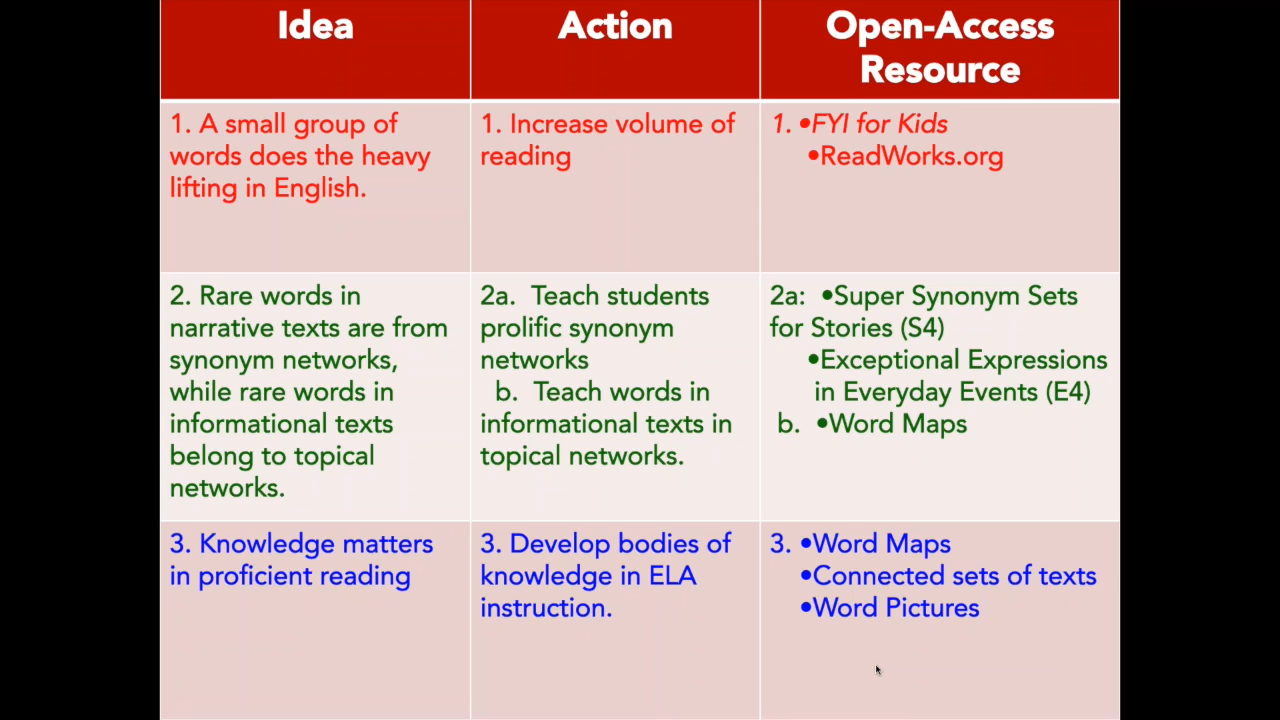 Idea
Action
Open-Access
Resource
1. A small group of
words does the heavy
lifting in English.
1. Increase volume of
reading
1. •FYI for Kids
•ReadWorks.org
2. Rare words in
narrative texts are from
synonym networks,
while rare words in
informational texts
belong to topical
networks.
2a. Teach students
prolific synonym
networks
b. Teach words in
informational texts in
topical networks.
2a: •Super Synonym Sets
for Stories (S4)
•Exceptional Expressions
in Everyday Events (E4)
b. •Word Maps
3. Knowledge matters
in proficient reading
3. Develop bodies of
knowledge in ELA
instruction.
3. •Word Maps
•Connected sets of texts
•Word Pictures